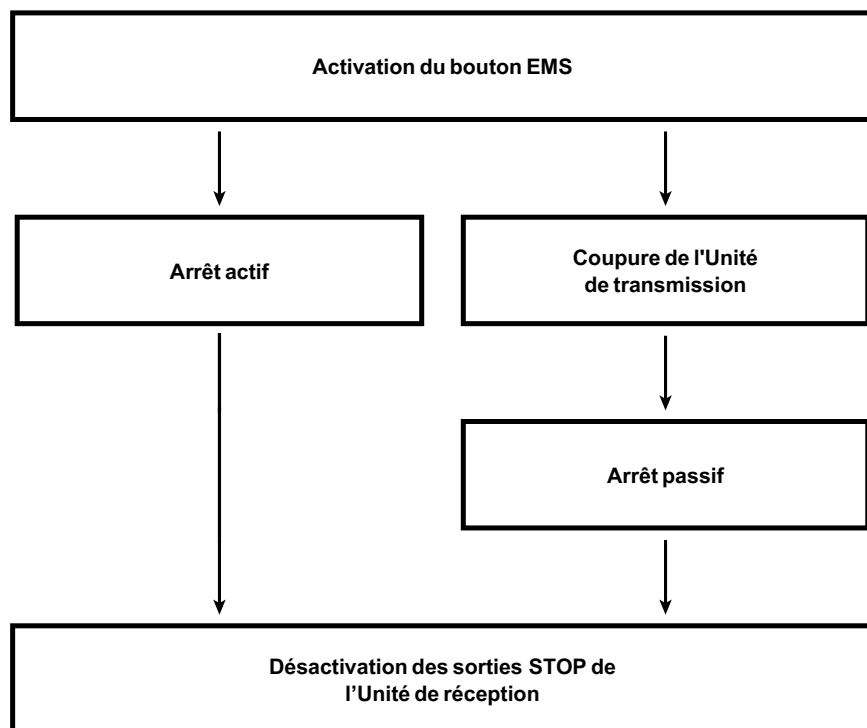 Activation du bouton EMS
Arrêt actif
Coupure de l'Unité
de transmission
Arrêt passif
Désactivation des sorties STOP de
l’Unité de réception